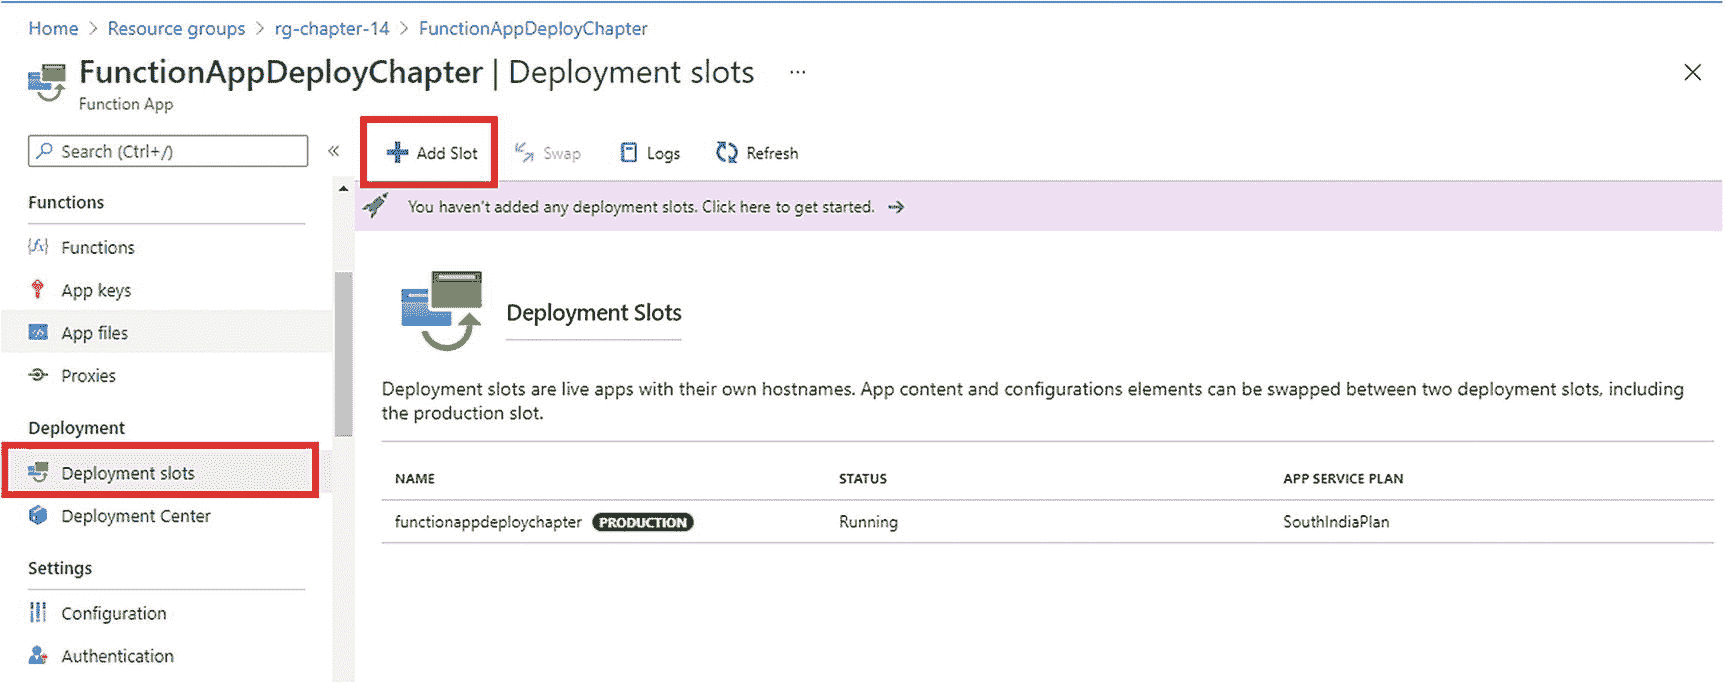 Home > Resource groups > rg-chapter-14 > FunctionAppDeployChapter
FunctionAppDeployChapter | Deployment slots ...
Function App
Search (Ctrl+/)
«
Add Slot
Swap
Logs
Refresh
You haven't added any deployment slots. Click here to get started. →
Functions
Functions
App keys
App files
Proxies
Deployment
Deployment slots
Deployment Center
Settings
Configuration
Authentication
Deployment Slots
Deployment slots are live apps with their own hostnames. App content and configurations elements can be swapped between two deployment slots, including
the production slot.
NAME STATUS APP SERVICE PLAN
functionappdeploychapter PRODUCTION Running SouthIndiaPlan